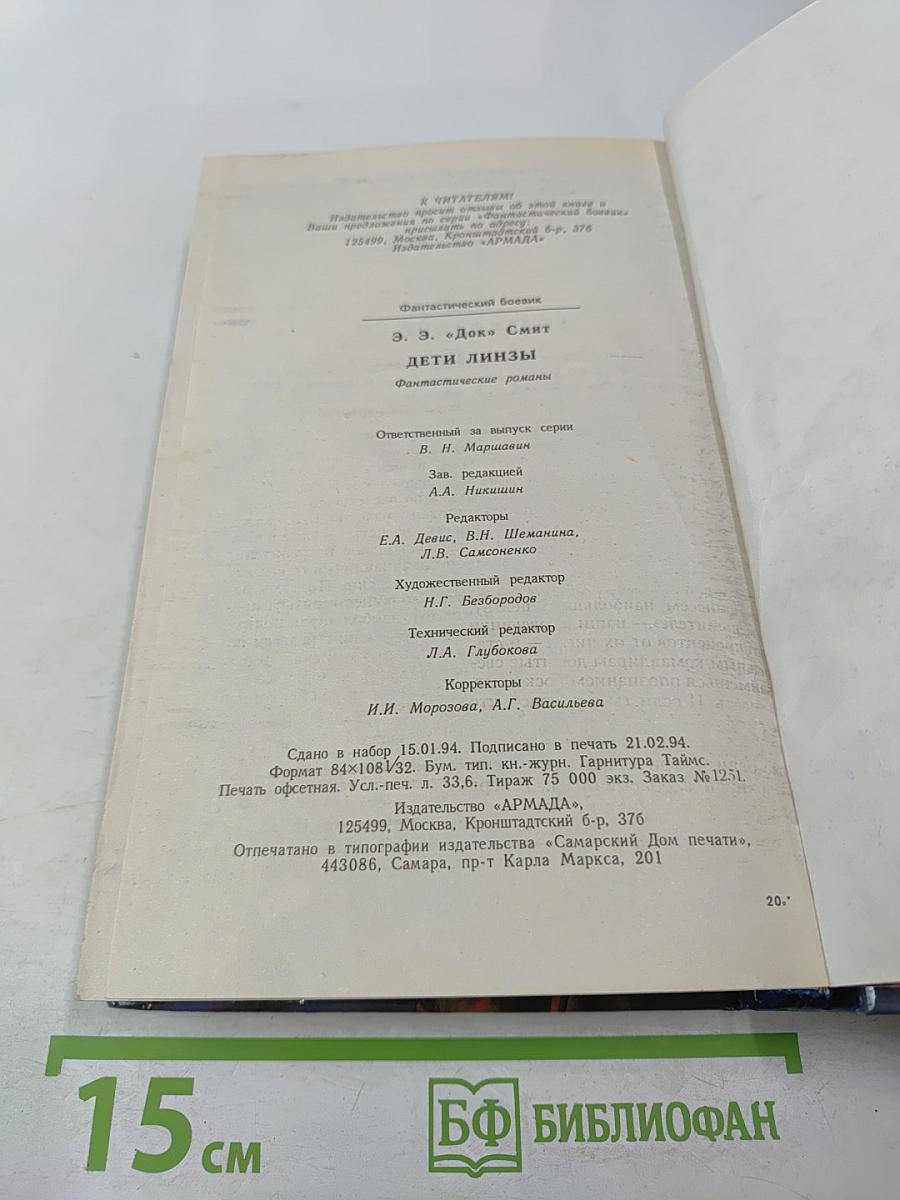 К ЧИТАТЕЛЯМ!
Издательство просит отзывы об этой книге и
Ваши предложения по серии «Фантастический боевик»
присылать по адресу:
125499, Москва, Кронштадтский б-р, 37б
Издательство «АРМАДА»
Фантастический боевик
Э. Э. «Док» Смит
ДЕТИ ЛИНЗЫ
Фантастические романы
Ответственный за выпуск серии
В. Н. Маршавин
Зав. редакцией
А.А. Никишин
Редакторы
Е.А. Девис, В.Н. Шеманина,
Л.В. Самсоненко
Художественный редактор
Н.Г. Безбородов
Технический редактор
Л.А. Глубокова
Корректоры
И.И. Морозова, А.Г. Васильева
Сдано в набор 15.01.94. Подписано в печать 21.02.94.
Формат 84×108 1/32. Бум. тип. кн.-журн. Гарнитура Таймс.
Печать офсетная. Усл.-печ. л. 33,6. Тираж 75 000 экз. Заказ №1251.
Издательство «АРМАДА»,
125499, Москва, Кронштадтский б-р, 37б
Отпечатано в типографии издательства «Самарский Дом печати»,
443086, Самара, пр-т Карла Маркса, 201
20*
15 см
БФ БИБЛИОФАН